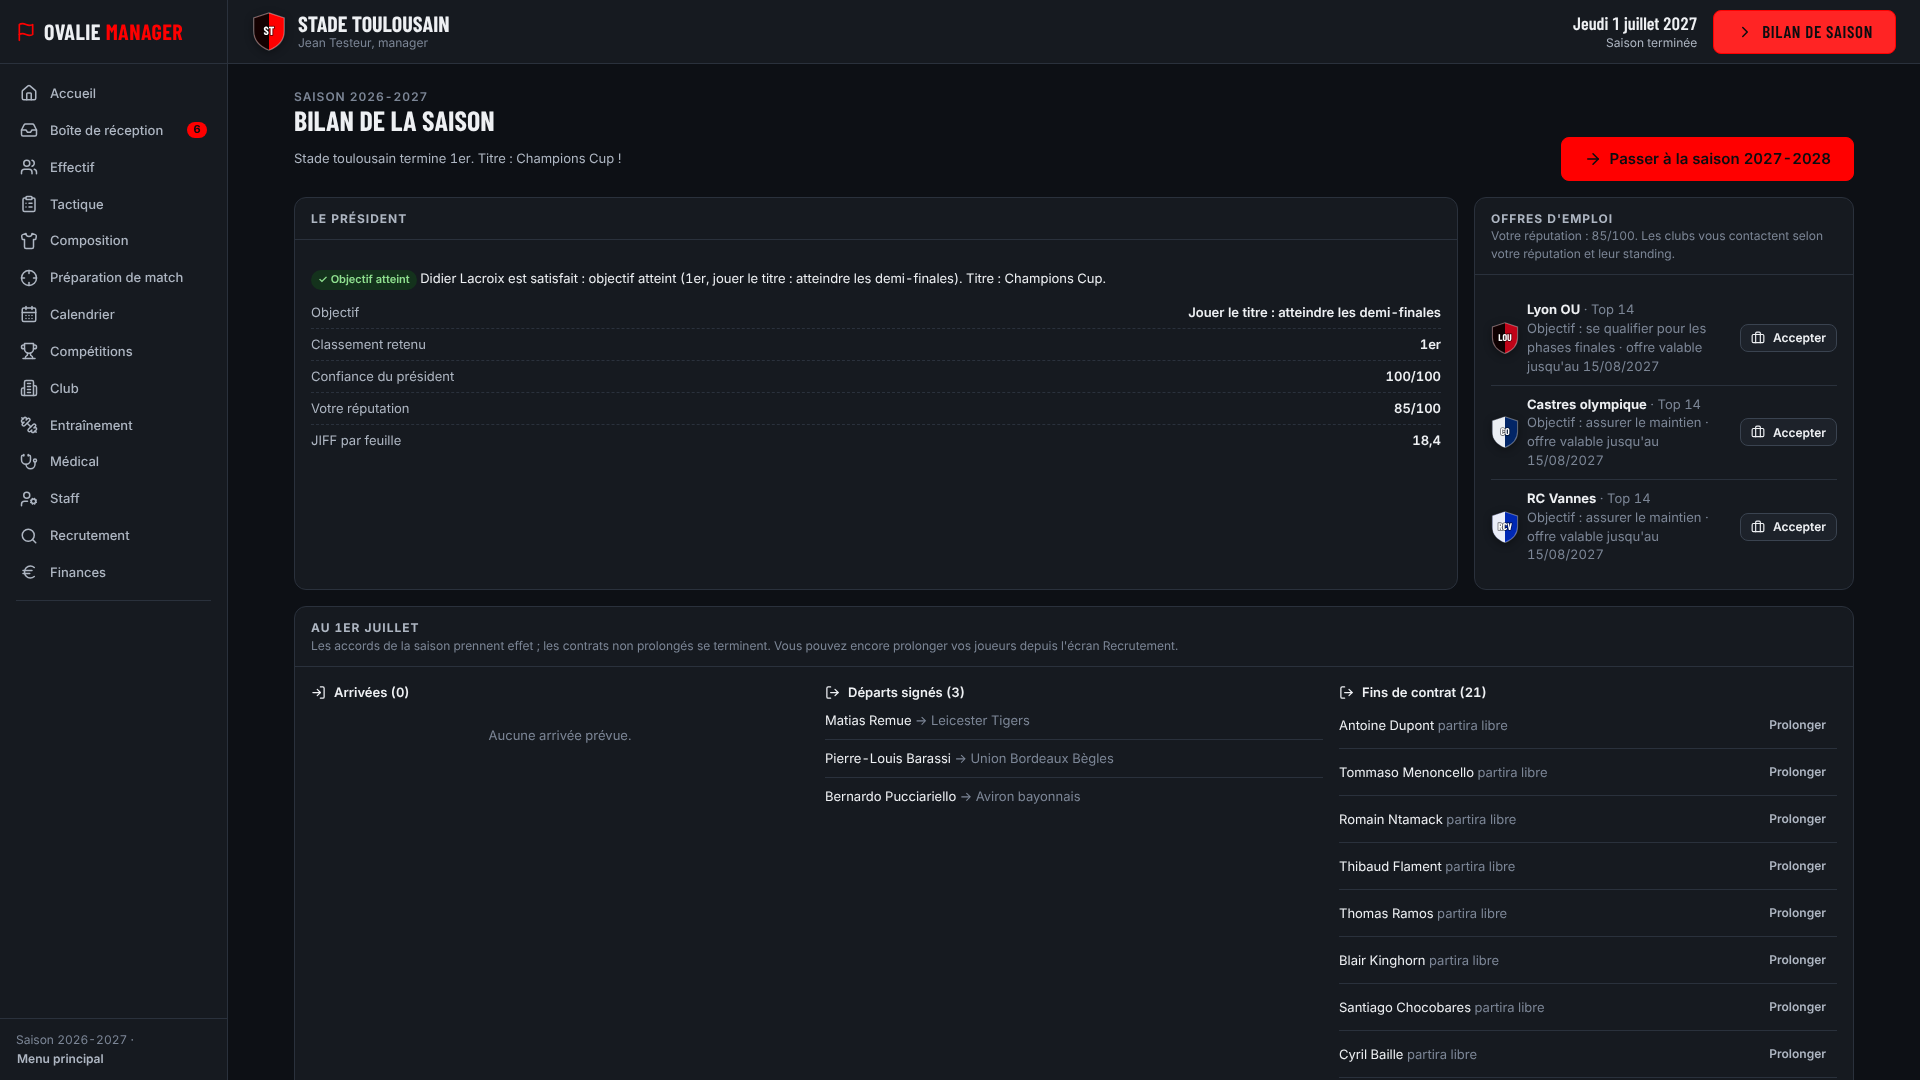 OVALIE MANAGER
Accueil
Boîte de réception 6
Effectif
Tactique
Composition
Préparation de match
Calendrier
Compétitions
Club
Entraînement
Médical
Staff
Recrutement
Finances
Saison 2026-2027 ·
Menu principal
ST
STADE TOULOUSAIN
Jean Testeur, manager
Jeudi 1 juillet 2027
Saison terminée
BILAN DE SAISON
SAISON 2026-2027
BILAN DE LA SAISON
Stade toulousain termine 1er. Titre : Champions Cup !
Passer à la saison 2027-2028
LE PRÉSIDENT
Objectif atteint Didier Lacroix est satisfait : objectif atteint (1er, jouer le titre : atteindre les demi-finales). Titre : Champions Cup.
Objectif Jouer le titre : atteindre les demi-finales
Classement retenu 1er
Confiance du président 100/100
Votre réputation 85/100
JIFF par feuille 18,4
OFFRES D'EMPLOI
Votre réputation : 85/100. Les clubs vous contactent selon
votre réputation et leur standing.
LOU
Lyon OU · Top 14
Objectif : se qualifier pour les
phases finales · offre valable
jusqu'au 15/08/2027
Accepter
CO
Castres olympique · Top 14
Objectif : assurer le maintien ·
offre valable jusqu'au
15/08/2027
Accepter
RCV
RC Vannes · Top 14
Objectif : assurer le maintien ·
offre valable jusqu'au
15/08/2027
Accepter
AU 1ER JUILLET
Les accords de la saison prennent effet ; les contrats non prolongés se terminent. Vous pouvez encore prolonger vos joueurs depuis l'écran Recrutement.
Arrivées (0)
Aucune arrivée prévue.
Départs signés (3)
Matias Remue → Leicester Tigers
Pierre-Louis Barassi → Union Bordeaux Bègles
Bernardo Pucciariello → Aviron bayonnais
Fins de contrat (21)
Antoine Dupont partira libre Prolonger
Tommaso Menoncello partira libre Prolonger
Romain Ntamack partira libre Prolonger
Thibaud Flament partira libre Prolonger
Thomas Ramos partira libre Prolonger
Blair Kinghorn partira libre Prolonger
Santiago Chocobares partira libre Prolonger
Cyril Baille partira libre Prolonger